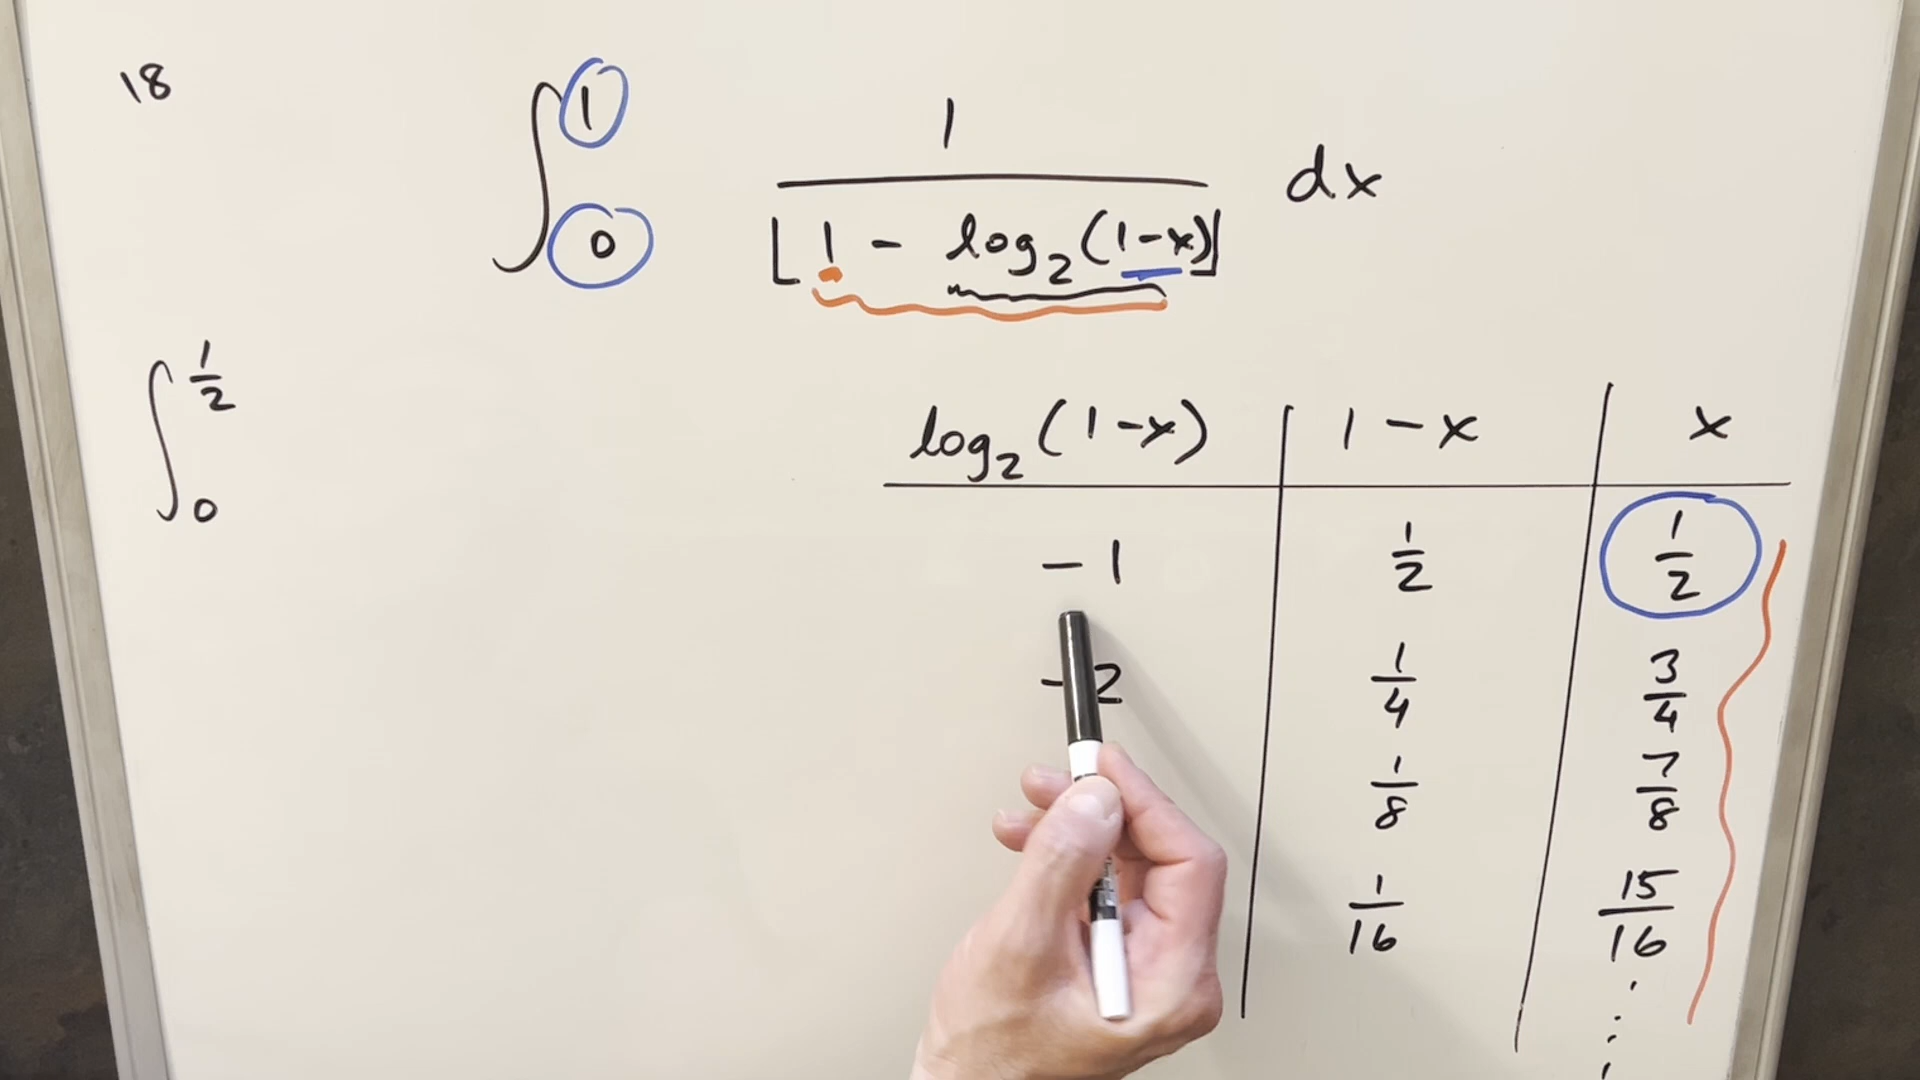 18
∫₀¹ 1/⌊1 - log₂(1-x)⌋ dx
∫₀^(1/2)
log₂(1-x) | 1-x | x
-1 | 1/2 | 1/2
-2 | 1/4 | 3/4
1/8 | 7/8
1/16 | 15/16
⋮